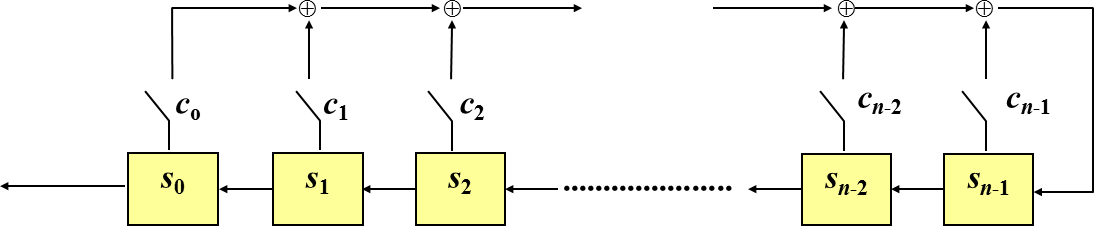 c₀ c₁ c₂ cₙ₋₂ cₙ₋₁
s₀ s₁ s₂ sₙ₋₂ sₙ₋₁